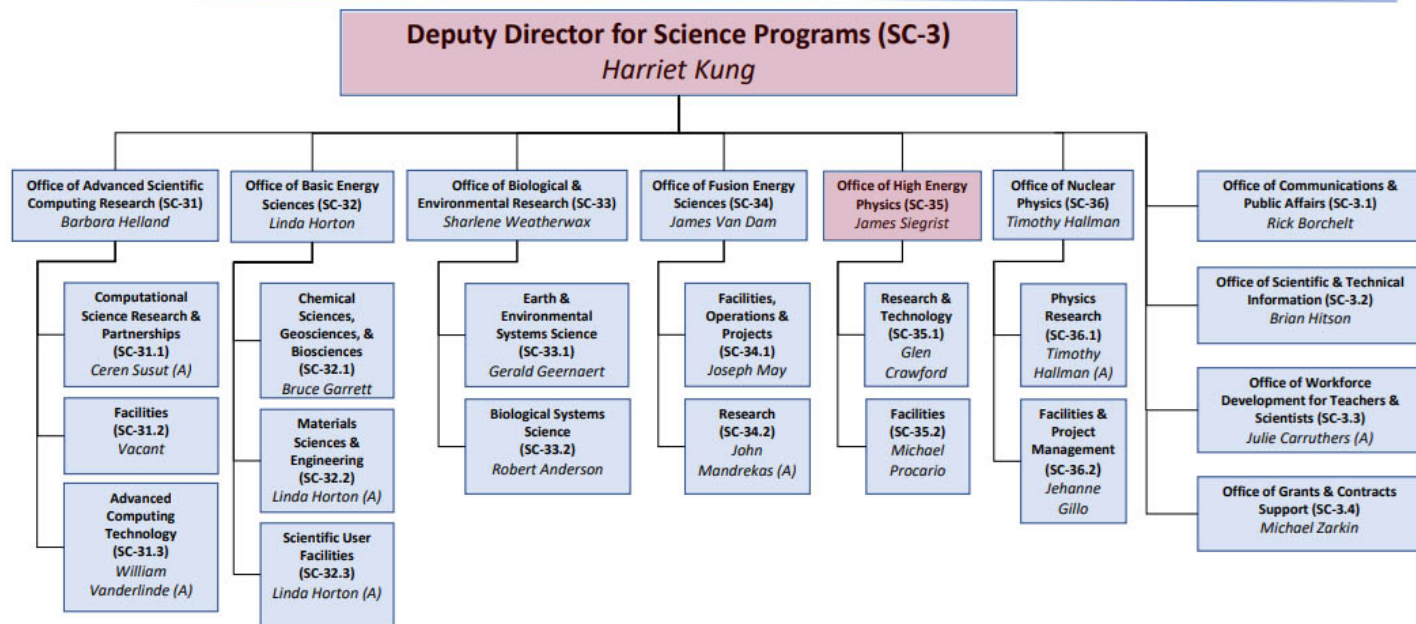 Deputy Director for Science Programs (SC-3)
Harriet Kung
Office of Advanced Scientific
Computing Research (SC-31)
Barbara Helland
Computational
Science Research &
Partnerships
(SC-31.1)
Ceren Susut (A)
Facilities
(SC-31.2)
Vacant
Advanced
Computing
Technology
(SC-31.3)
William
Vanderlinde (A)
Office of Basic Energy
Sciences (SC-32)
Linda Horton
Chemical
Sciences,
Geosciences, &
Biosciences
(SC-32.1)
Bruce Garrett
Materials
Sciences &
Engineering
(SC-32.2)
Linda Horton (A)
Scientific User
Facilities
(SC-32.3)
Linda Horton (A)
Office of Biological &
Environmental Research (SC-33)
Sharlene Weatherwax
Earth &
Environmental
Systems Science
(SC-33.1)
Gerald Geernaert
Biological Systems
Science
(SC-33.2)
Robert Anderson
Office of Fusion Energy
Sciences (SC-34)
James Van Dam
Facilities,
Operations &
Projects
(SC-34.1)
Joseph May
Research
(SC-34.2)
John
Mandrekas (A)
Office of High Energy
Physics (SC-35)
James Siegrist
Research &
Technology
(SC-35.1)
Glen
Crawford
Facilities
(SC-35.2)
Michael
Procario
Office of Nuclear
Physics (SC-36)
Timothy Hallman
Physics
Research
(SC-36.1)
Timothy
Hallman (A)
Facilities &
Project
Management
(SC-36.2)
Jehanne
Gillo
Office of Communications &
Public Affairs (SC-3.1)
Rick Borchelt
Office of Scientific & Technical
Information (SC-3.2)
Brian Hitson
Office of Workforce
Development for Teachers &
Scientists (SC-3.3)
Julie Carruthers (A)
Office of Grants & Contracts
Support (SC-3.4)
Michael Zarkin